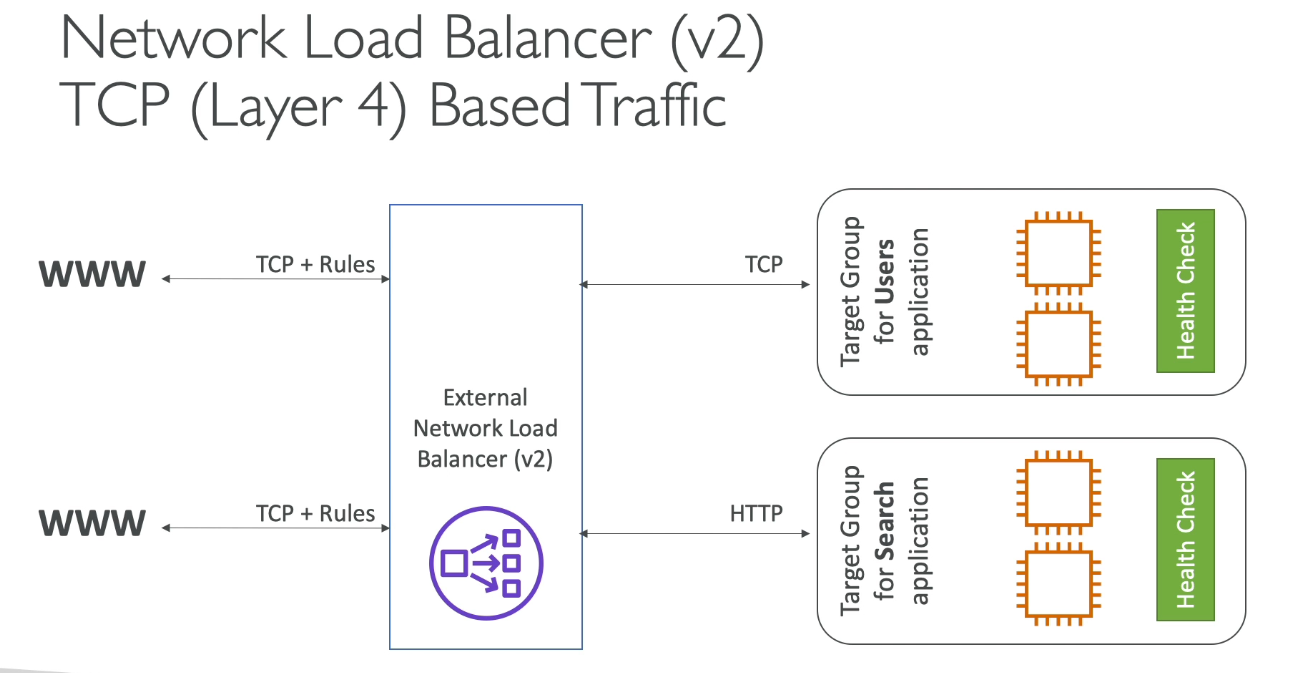 Network Load Balancer (v2)
TCP (Layer 4) Based Traffic
WWW
TCP + Rules
External
Network Load
Balancer (v2)
TCP
Target Group
for Users
application
Health Check
WWW
TCP + Rules
HTTP
Target Group
for Search
application
Health Check